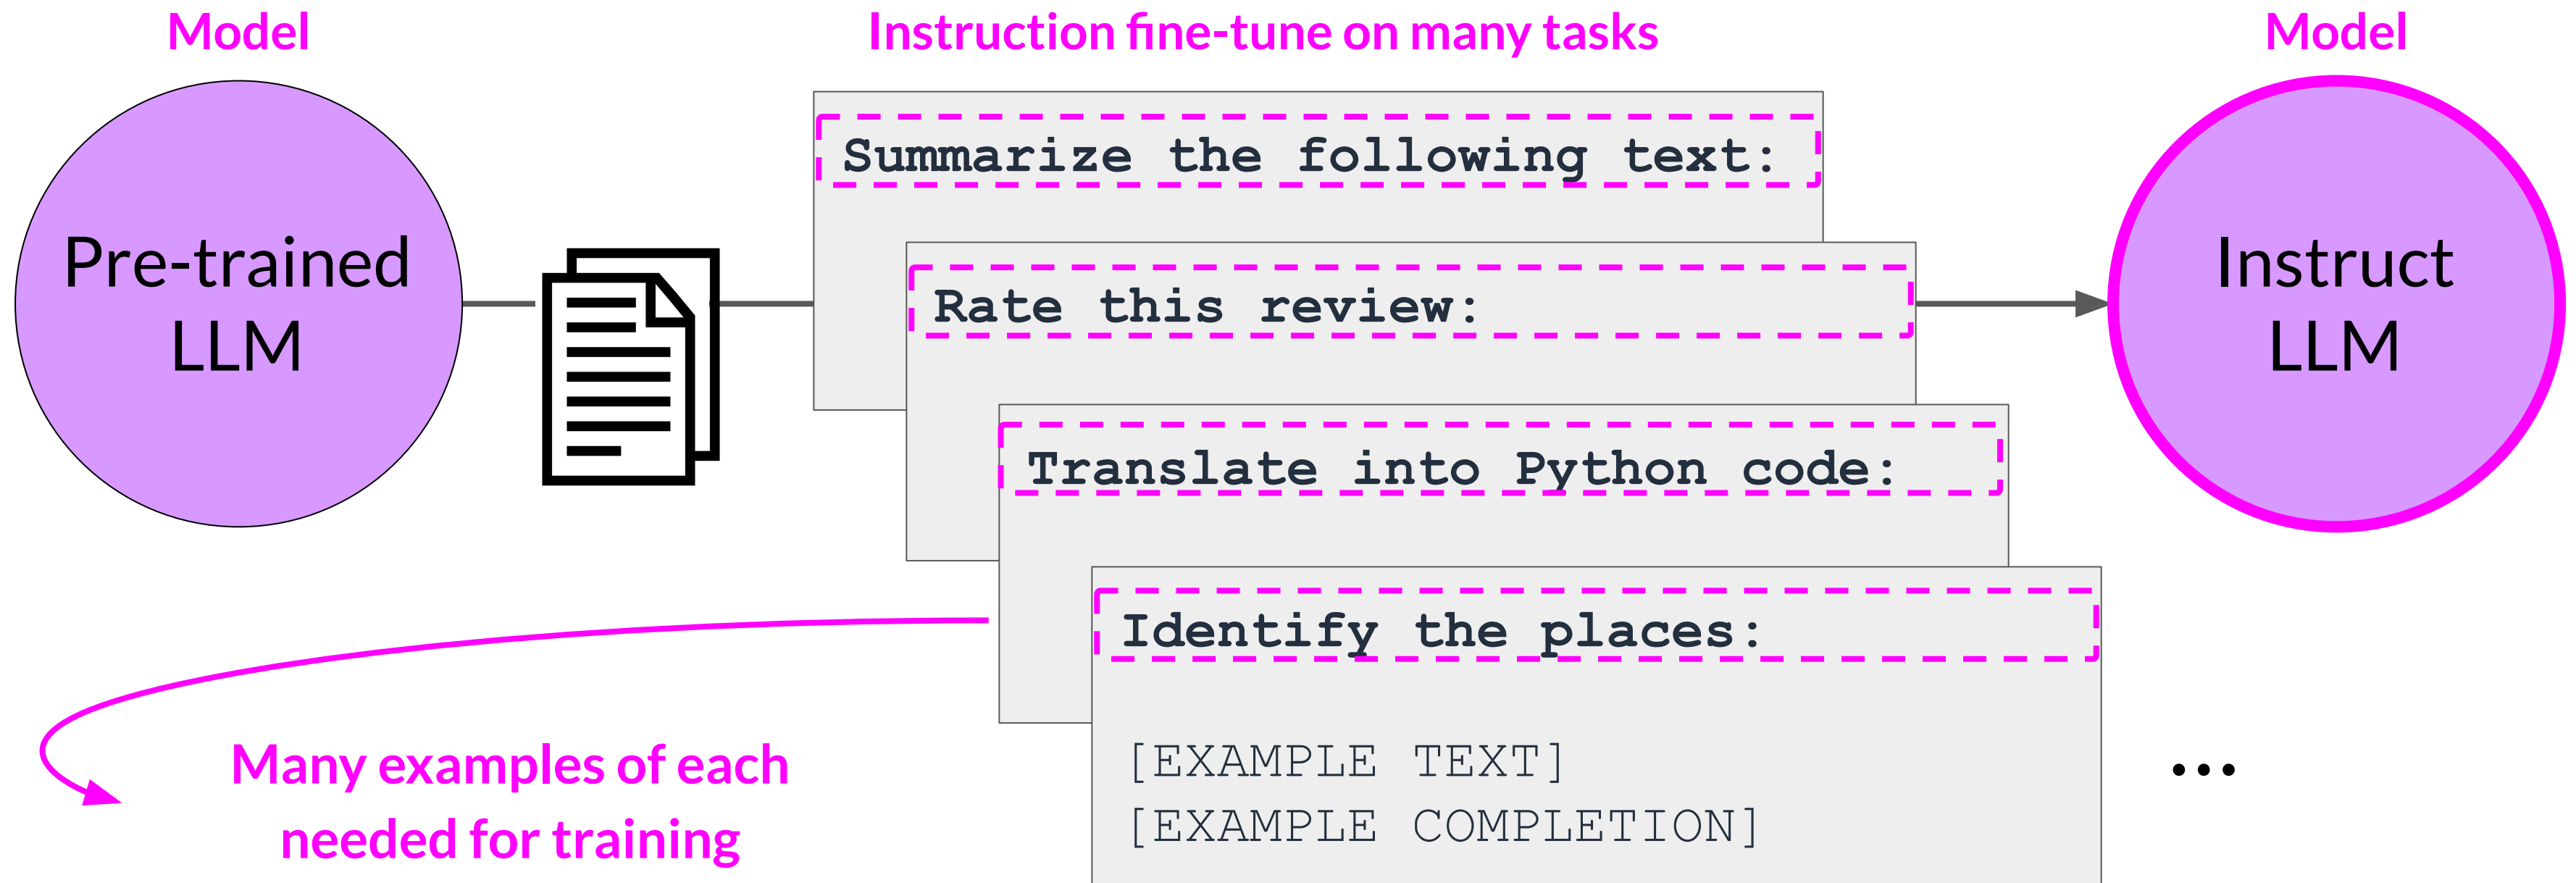 Model
Instruction fine-tune on many tasks
Model
Pre-trained
LLM
Summarize the following text:
Rate this review:
Translate into Python code:
Identify the places:
[EXAMPLE TEXT]
[EXAMPLE COMPLETION]
...
Instruct
LLM
Many examples of each
needed for training